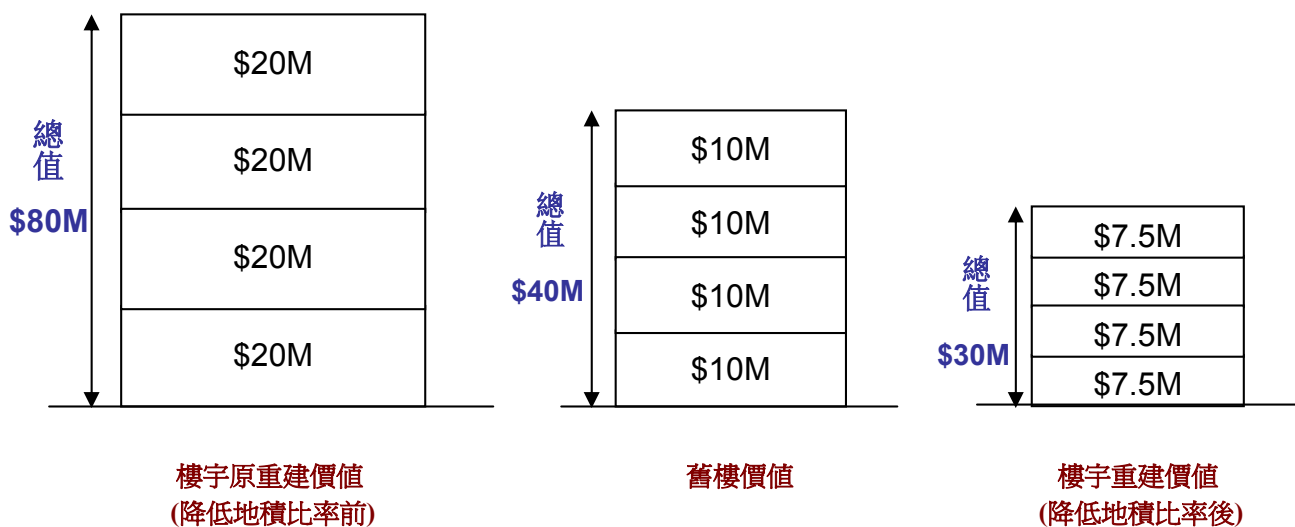 總值
$80M
$20M
$20M
$20M
$20M
樓宇原重建價值
(降低地積比率前)
總值
$40M
$10M
$10M
$10M
$10M
舊樓價值
總值
$30M
$7.5M
$7.5M
$7.5M
$7.5M
樓宇重建價值
(降低地積比率後)